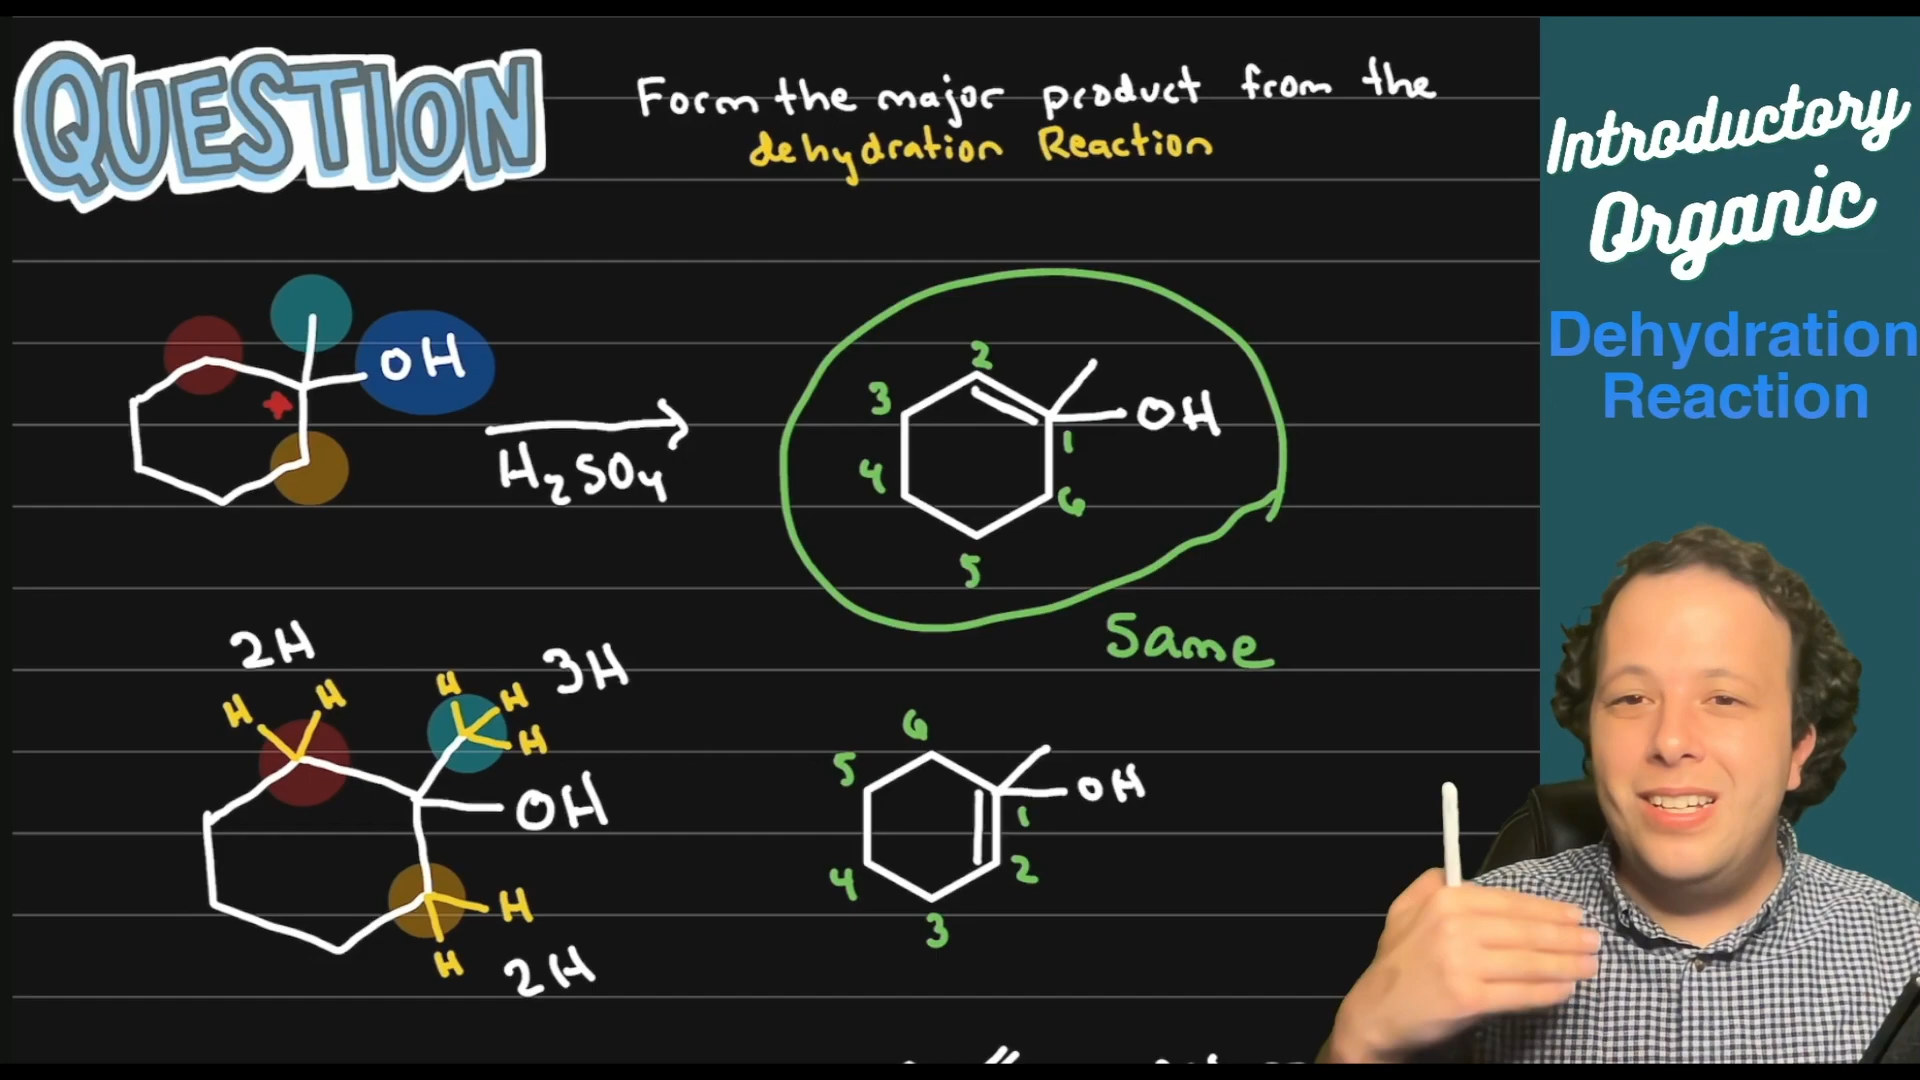 QUESTION
Form the major product from the
dehydration Reaction
Introductory
Organic
Dehydration
Reaction
OH
H2SO4
2
3
OH
1
4
6
5
Same
2H
3H
H H
H H
H
OH
H
H
2H
6
5
OH
1
4
2
3